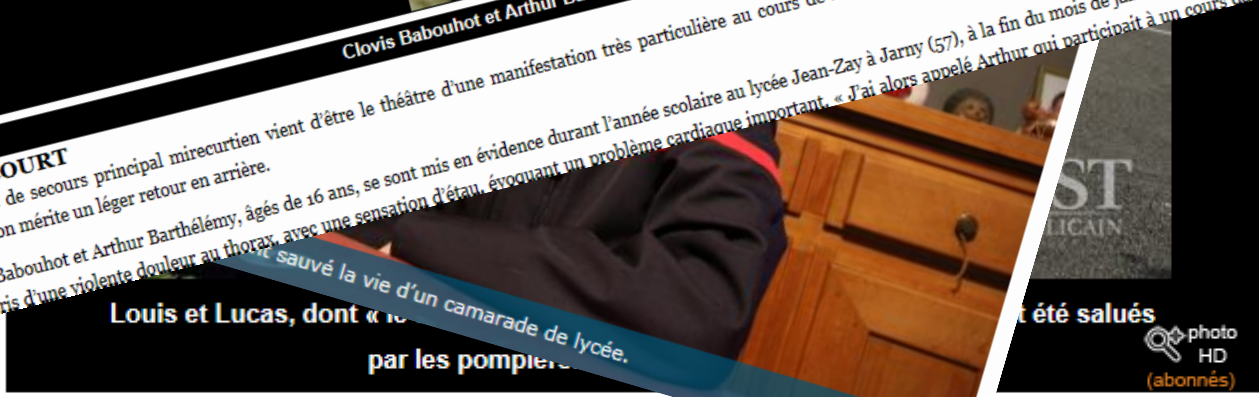 Clovis Babouhot et Arthur
OURT
de secours principal mirecurtien vient d'être le théâtre d'une manifestation très particulière au cours de
on mérite un léger retour en arrière.
Babouhot et Arthur Barthélémy, âgés de 16 ans, se sont mis en évidence durant l'année scolaire au lycée Jean-Zay à Jarny (57), à la fin du mois de
ris d'une violente douleur au thorax, avec une sensation d'étau, évoquant un problème cardiaque important. « J'ai alors appelé Arthur qui participait à un cours
sauvé la vie d'un camarade de lycée.
ST
LICAIN
Louis et Lucas, dont « t été salués
par les pompiers
photo
HD
(abonnés)